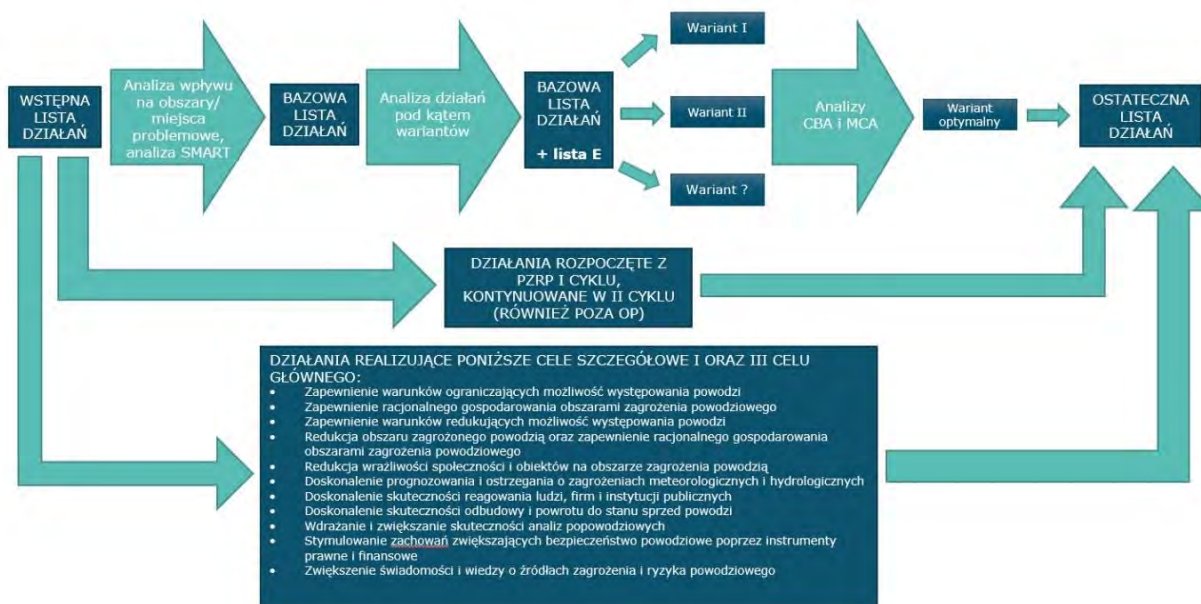 WSTĘPNA
LISTA
DZIAŁAŃ
Analiza wpływu
na obszary/
miejsca
problemowe,
analiza SMART
BAZOWA
LISTA
DZIAŁAŃ
Analiza działań
pod kątem
wariantów
BAZOWA
LISTA
DZIAŁAŃ
+ lista E
Wariant I
Wariant II
Wariant ?
Analizy
CBA i MCA
Wariant
optymalny
OSTATECZNA
LISTA
DZIAŁAŃ
DZIAŁANIA ROZPOCZĘTE Z
PZRP I CYKLU,
KONTYNUOWANE W II CYKLU
(RÓWNIEŻ POZA OP)
DZIAŁANIA REALIZUJĄCE PONIŻSZE CELE SZCZEGÓŁOWE I ORAZ III CELU
GŁÓWNEGO:
• Zapewnienie warunków ograniczających możliwość występowania powodzi
• Zapewnienie racjonalnego gospodarowania obszarami zagrożenia powodziowego
• Zapewnienie warunków redukujących możliwość występowania powodzi
• Redukcja obszaru zagrożonego powodzią oraz zapewnienie racjonalnego gospodarowania
obszarami zagrożenia powodziowego
• Redukcja wrażliwości społeczności i obiektów na obszarze zagrożenia powodzią
• Doskonalenie prognozowania i ostrzegania o zagrożeniach meteorologicznych i hydrologicznych
• Doskonalenie skuteczności reagowania ludzi, firm i instytucji publicznych
• Doskonalenie skuteczności odbudowy i powrotu do stanu sprzed powodzi
• Wdrażanie i zwiększanie skuteczności analiz popowodziowych
• Stymulowanie zachowań zwiększających bezpieczeństwo powodziowe poprzez instrumenty
prawne i finansowe
• Zwiększenie świadomości i wiedzy o źródłach zagrożenia i ryzyka powodziowego